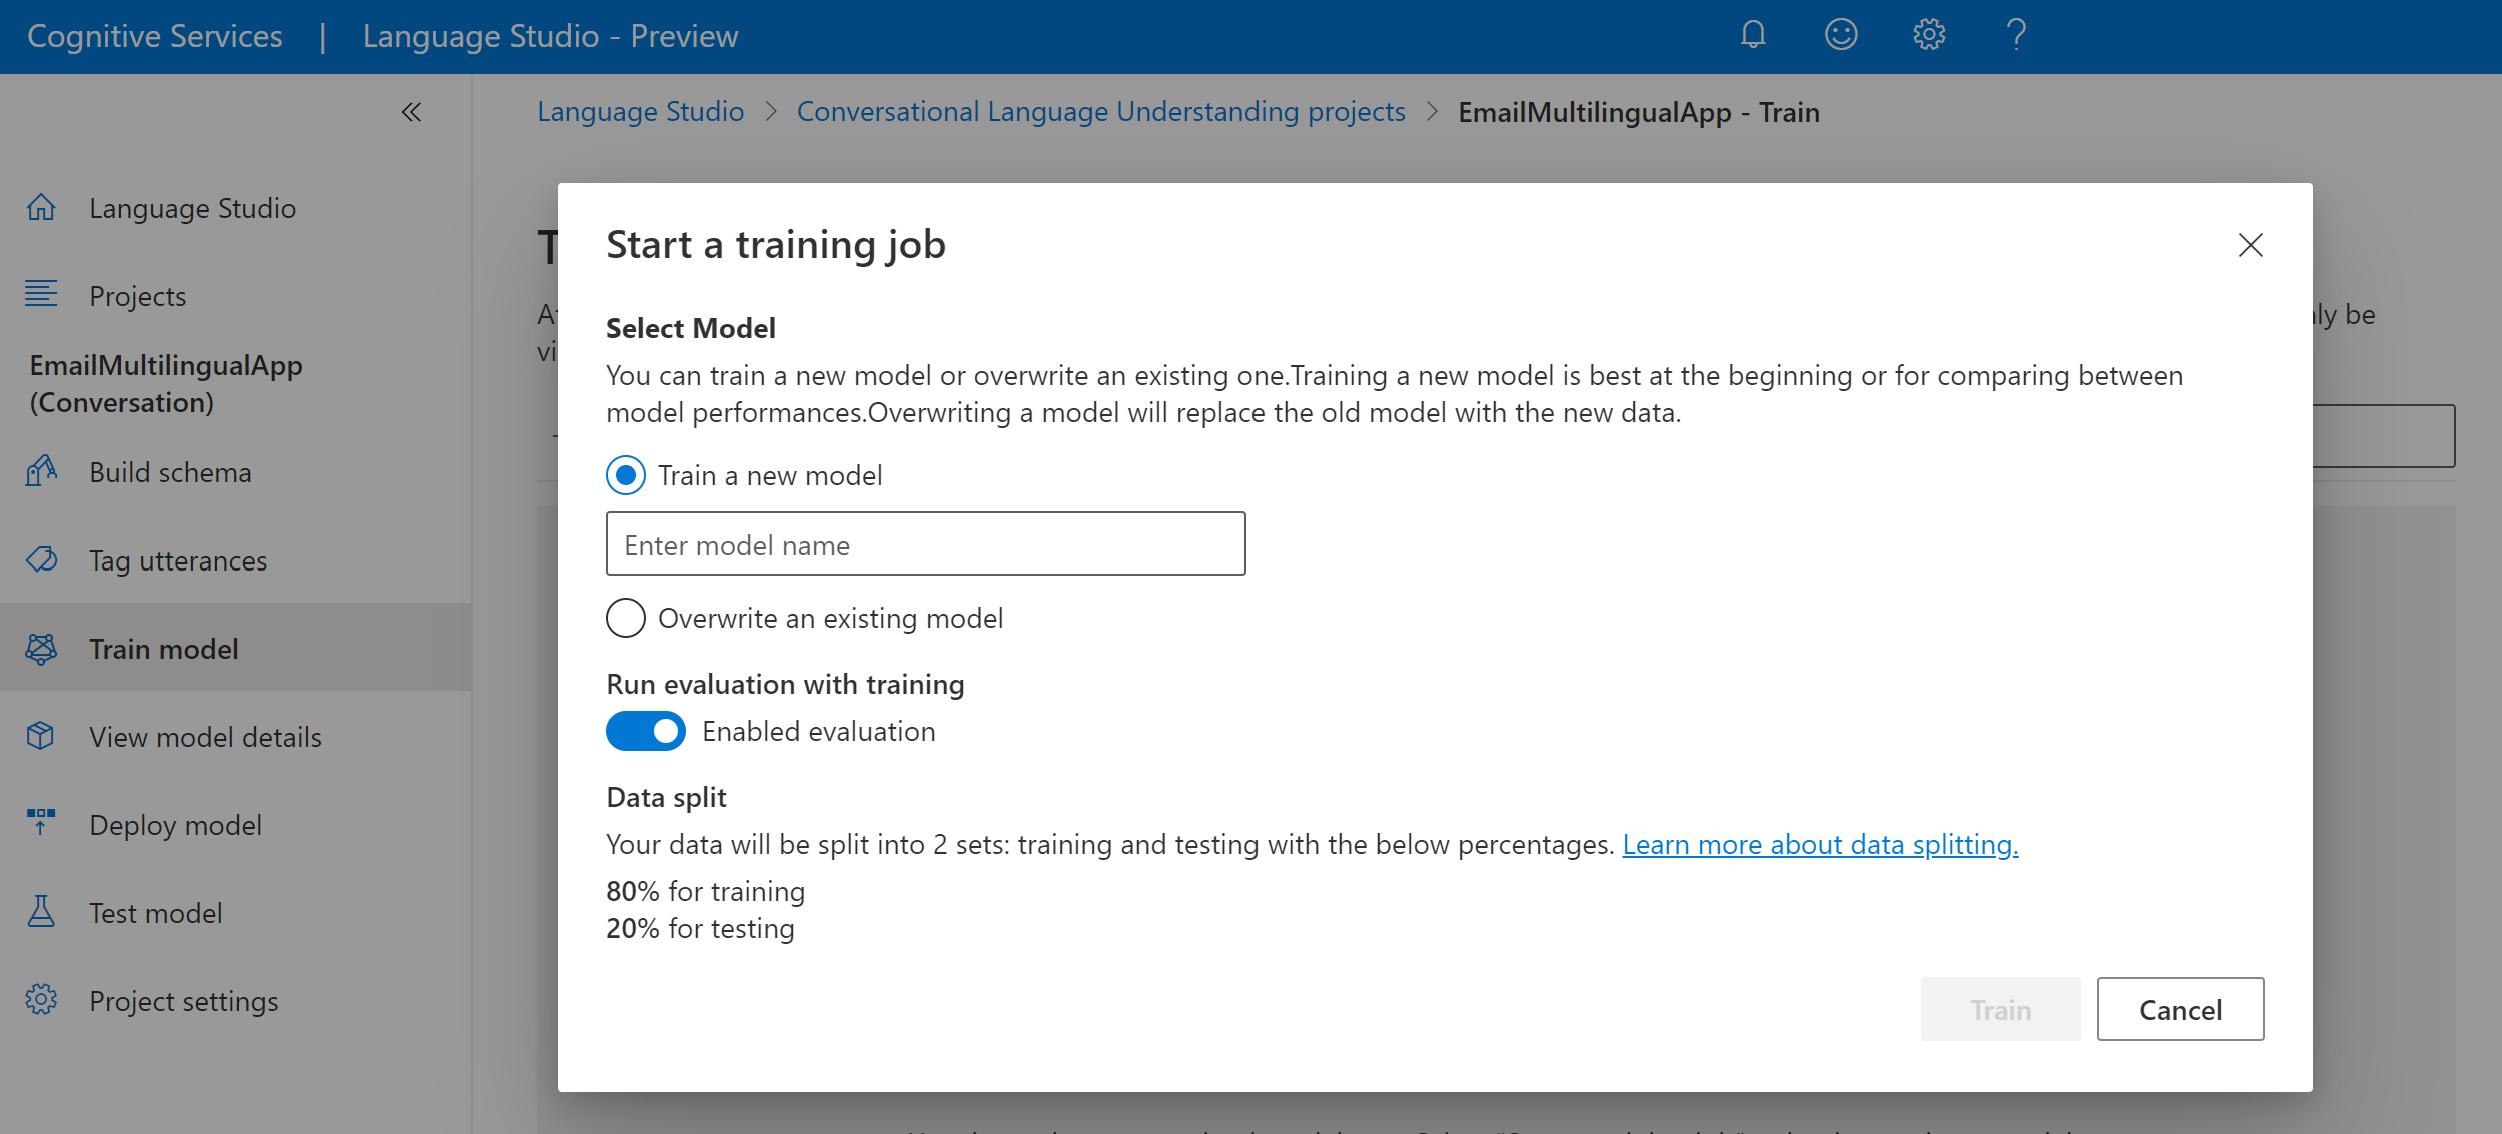 Cognitive Services | Language Studio - Preview
Language Studio > Conversational Language Understanding projects > EmailMultilingualApp - Train
Language Studio
Projects
EmailMultilingualApp
(Conversation)
Build schema
Tag utterances
Train model
View model details
Deploy model
Test model
Project settings
be
Start a training job
Select Model
You can train a new model or overwrite an existing one.Training a new model is best at the beginning or for comparing between
model performances.Overwriting a model will replace the old model with the new data.
Train a new model
Enter model name
Overwrite an existing model
Run evaluation with training
Enabled evaluation
Data split
Your data will be split into 2 sets: training and testing with the below percentages. Learn more about data splitting.
80% for training
20% for testing
Train
Cancel